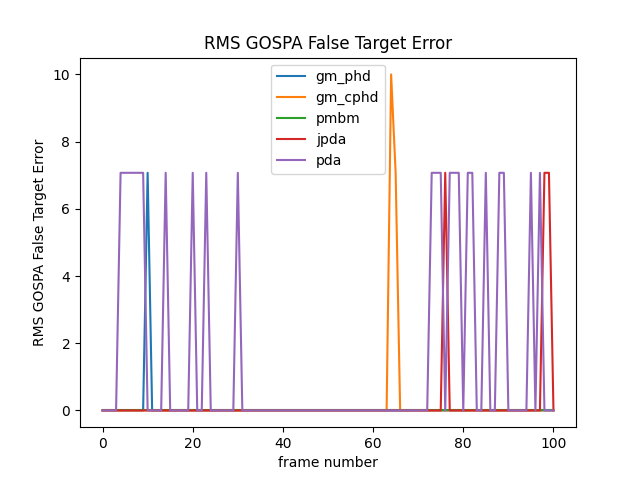 RMS GOSPA False Target Error
gm_phd
gm_cphd
pmbm
jpda
pda
RMS GOSPA False Target Error
10
8
6
4
2
0
0 20 40 60 80 100
frame number